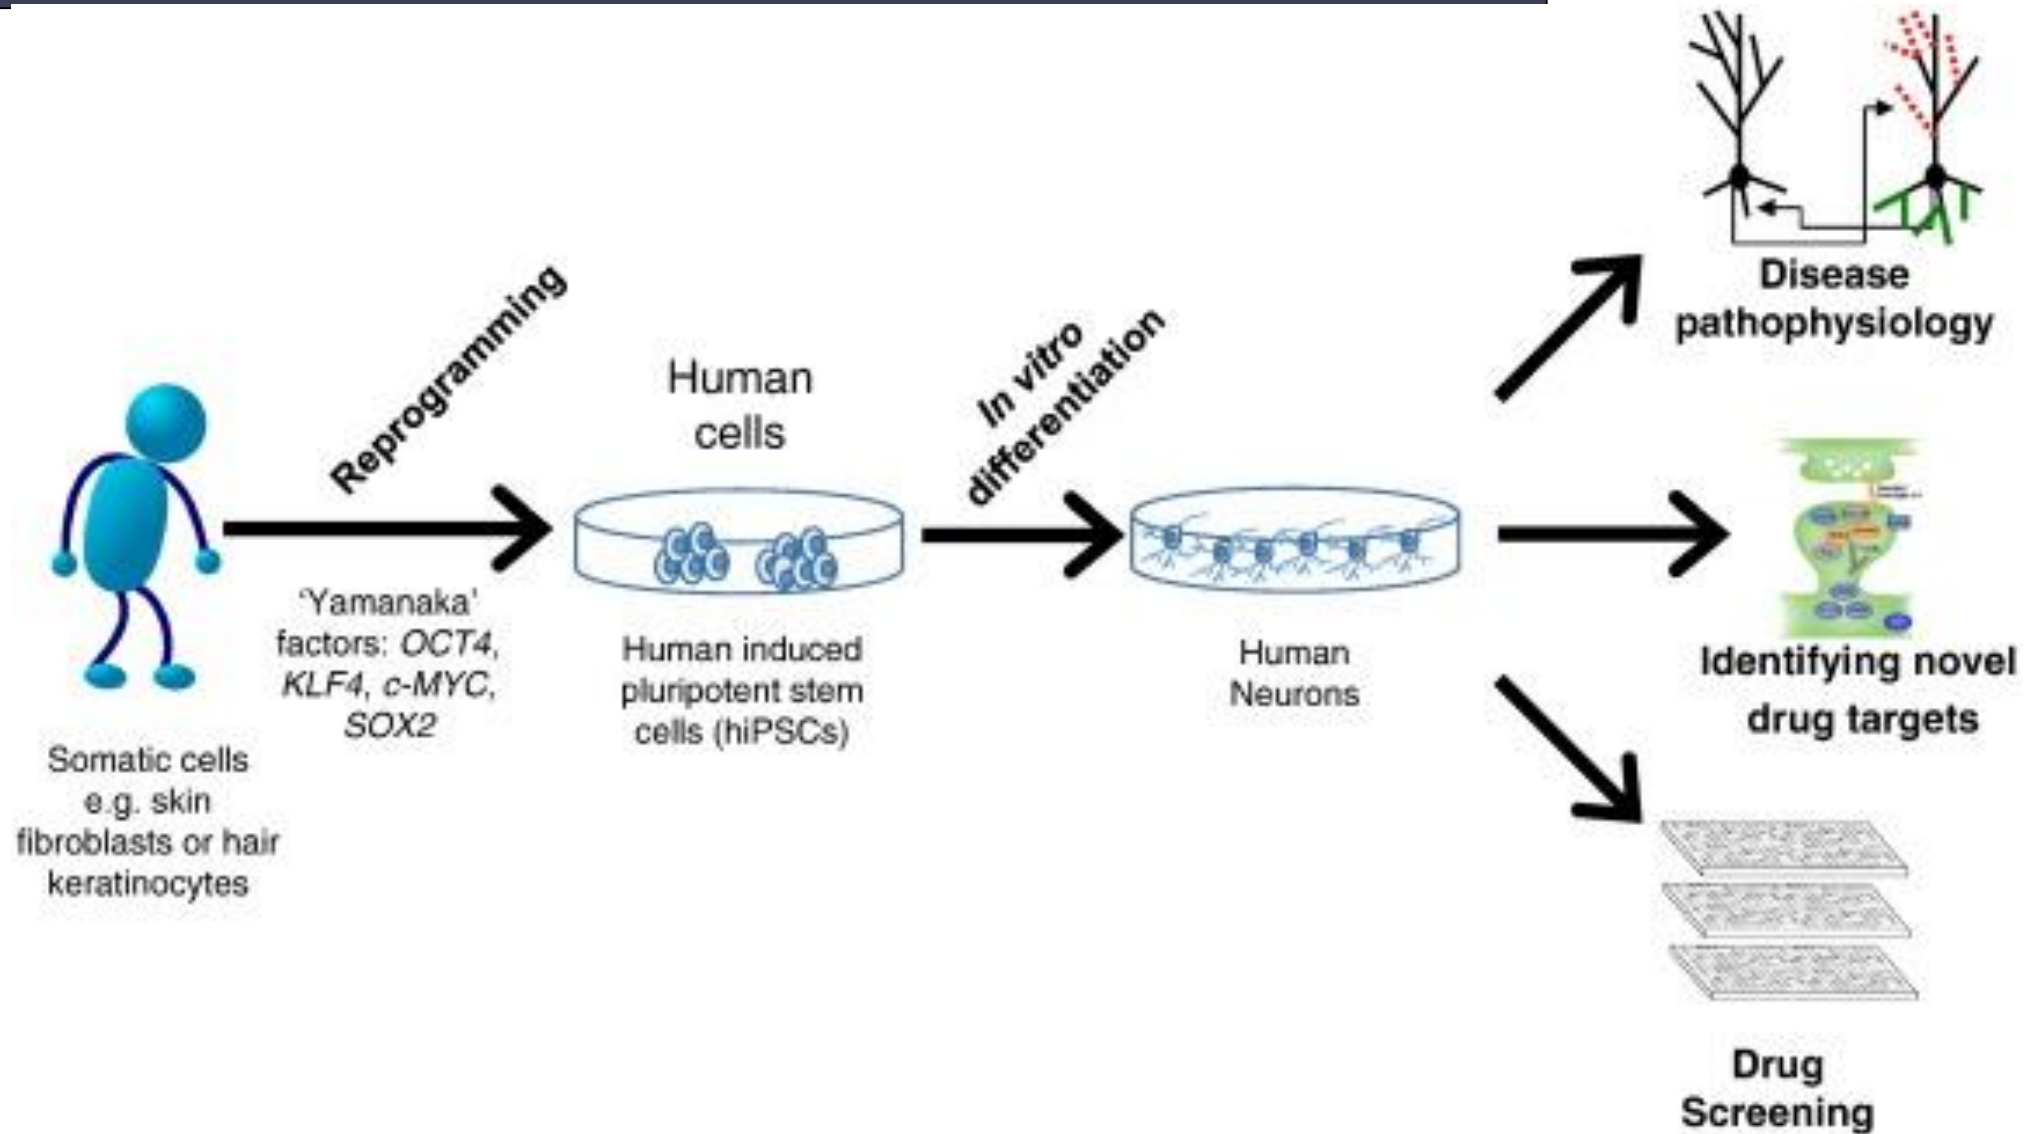 Reprogramming
Human
cells
In vitro
differentiation
Disease
pathophysiology
'Yamanaka'
factors: OCT4,
KLF4, c-MYC,
SOX2
Human induced
pluripotent stem
cells (hiPSCs)
Human
Neurons
Identifying novel
drug targets
Somatic cells
e.g. skin
fibroblasts or hair
keratinocytes
Drug
Screening